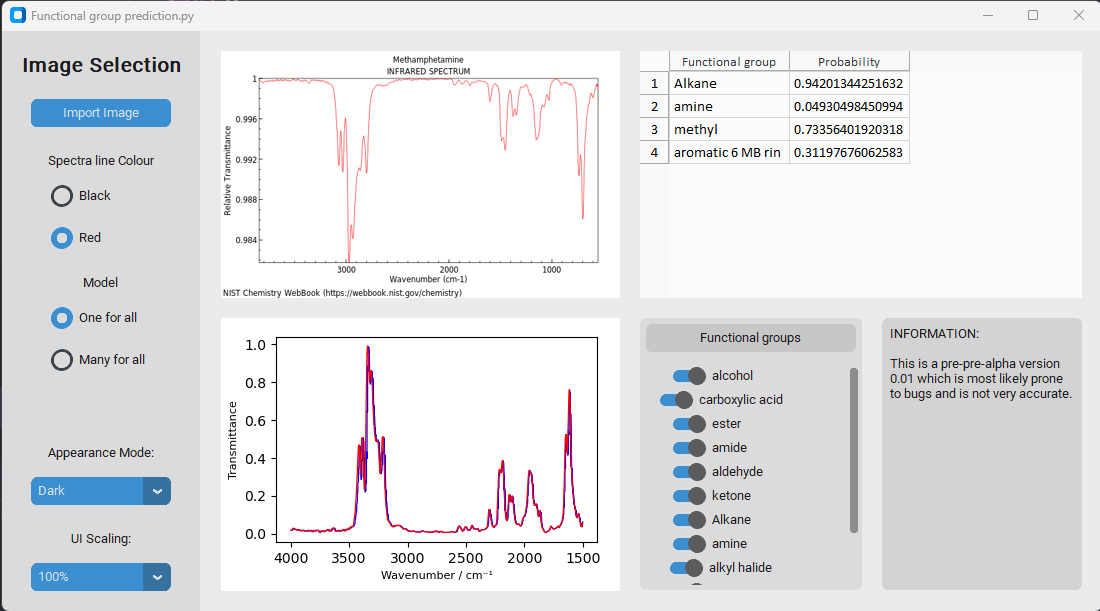 Functional group prediction.py
Image Selection
Import Image
Spectra line Colour
Black
Red
Model
One for all
Many for all
Appearance Mode:
Dark
UI Scaling:
100%
Methamphetamine
INFRARED SPECTRUM
1
0.996
0.992
0.988
0.984
Relative Transmittance
3000 2000 1000
Wavenumber (cm-1)
NIST Chemistry WebBook (https://webbook.nist.gov/chemistry)
Functional group Probability
1 Alkane 0.94201344251632
2 amine 0.04930498450994
3 methyl 0.73356401920318
4 aromatic 6 MB rin 0.31197676062583
1.0
0.8
0.6
0.4
0.2
0.0
Transmittance
4000 3500 3000 2500 2000 1500
Wavenumber / cm⁻¹
Functional groups
alcohol
carboxylic acid
ester
amide
aldehyde
ketone
Alkane
amine
alkyl halide
INFORMATION:
This is a pre-pre-alpha version
0.01 which is most likely prone
to bugs and is not very accurate.